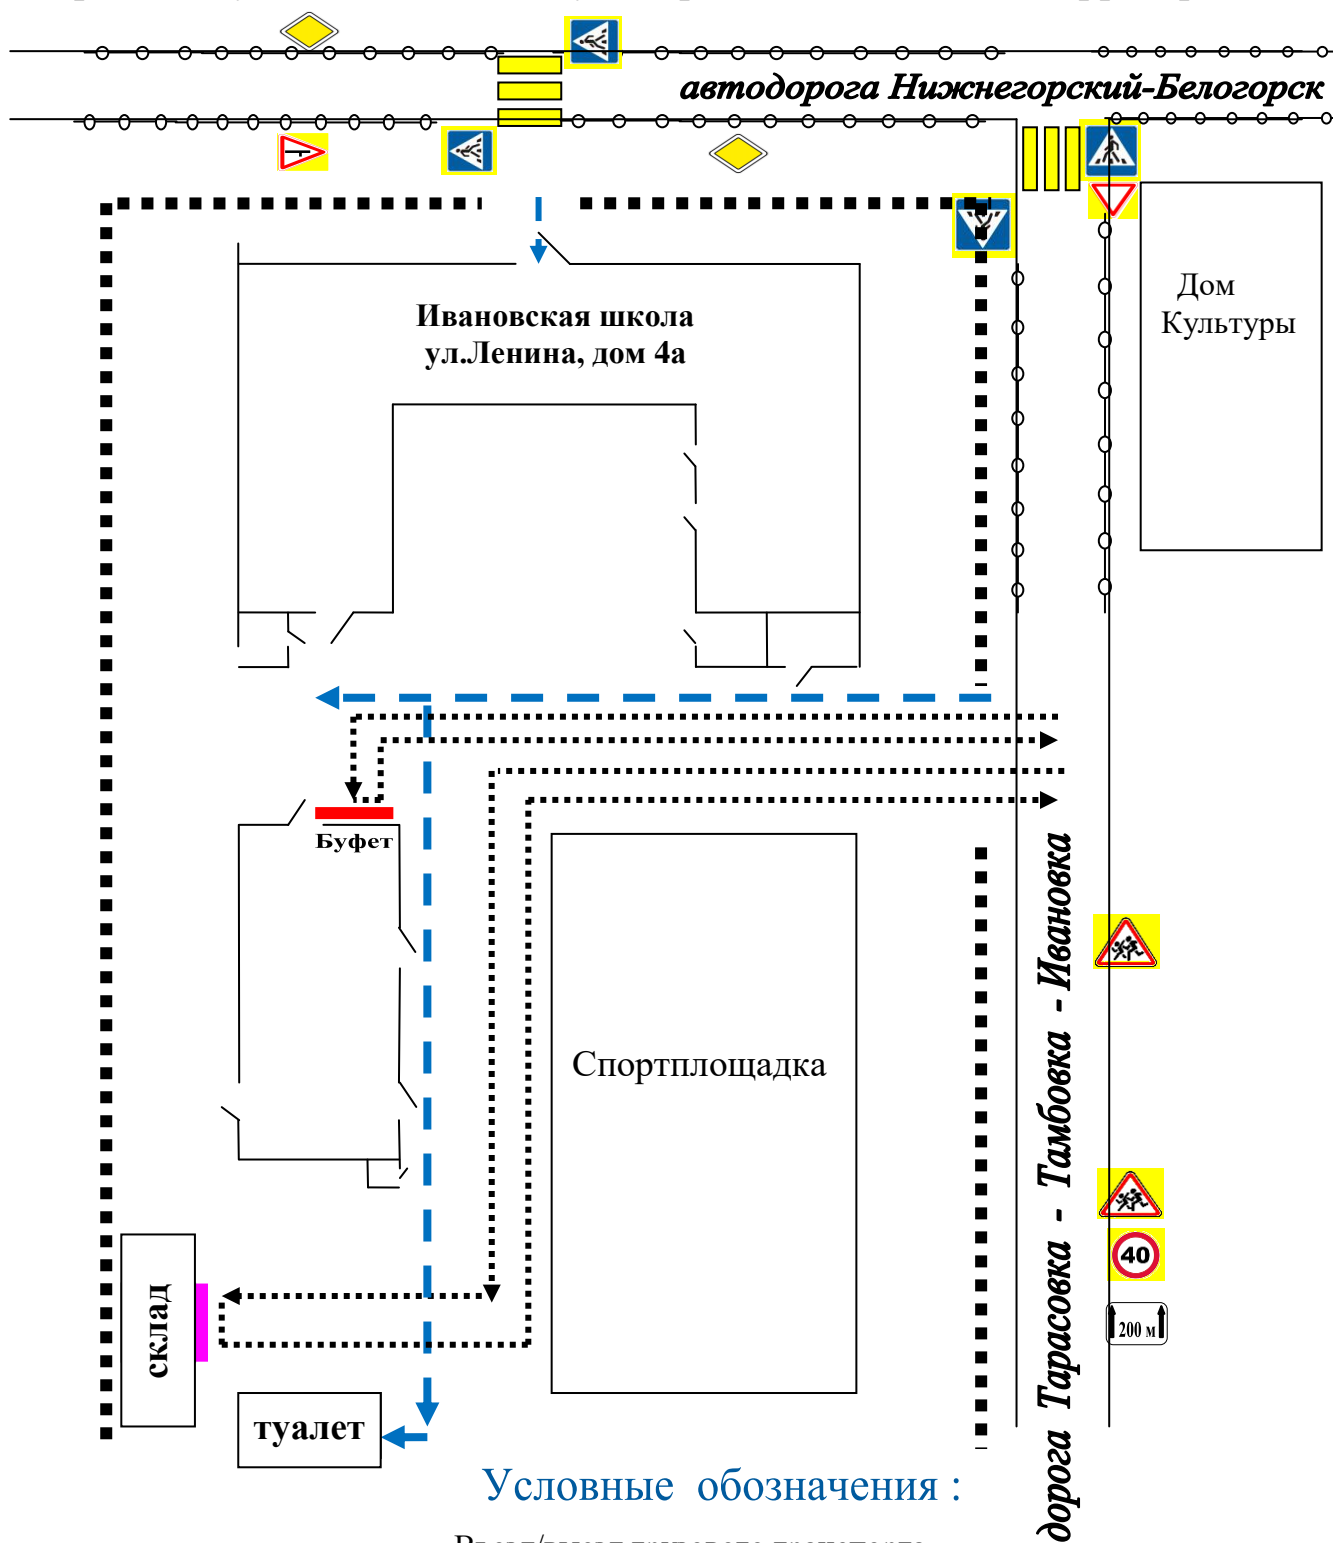 автодорога Нижнегорский-Белогорск
Ивановская школа
ул.Ленина, дом 4а
Дом
Культуры
Буфет
Спортплощадка
дорога Тарасовка - Тамбовка - Ивановка
40
200 м
склад
туалет
Условные обозначения :